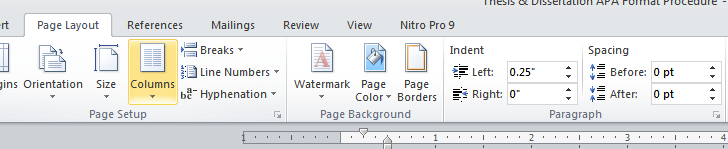 Thesis & Dissertation APA Format Procedure -
rt Page Layout References Mailings Review View Nitro Pro 9
gins Orientation Size Columns Breaks Line Numbers Hyphenation Watermark Page Color Page Borders Indent Left: 0.25" Right: 0" Spacing Before: 0 pt After: 0 pt
Page Setup Page Background Paragraph
1 1 2 3 4